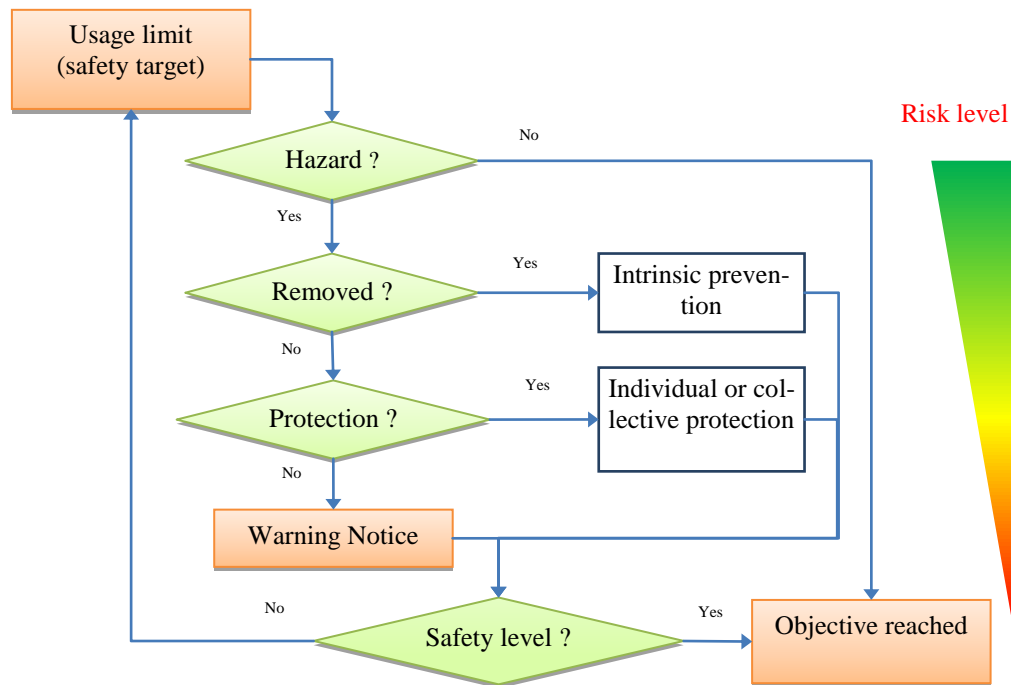 Usage limit
(safety target)
Risk level
No
Hazard ?
Yes
Yes
Removed ?
Intrinsic preven-
tion
No
Yes
Protection ?
Individual or col-
lective protection
No
Warning Notice
No
Safety level ?
Yes
Objective reached